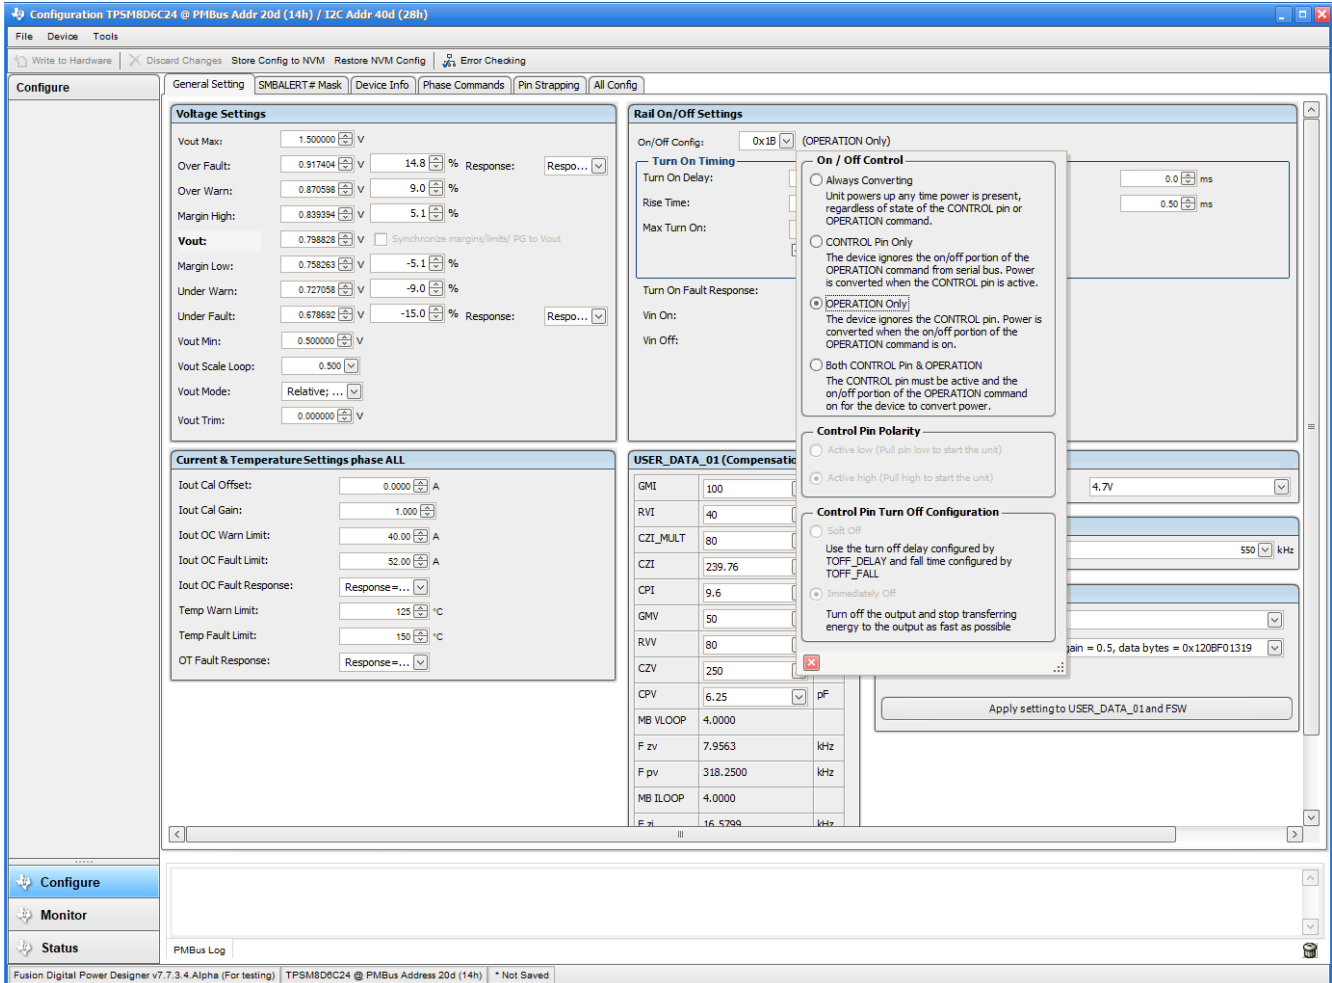 Configuration TPSM8D6C24 @ PMBus Addr 20d (14h) / I2C Addr 40d (28h)
File Device Tools
Write to Hardware Discard Changes Store Config to NVM Restore NVM Config Error Checking
Configure
General Setting SMBALERT# Mask Device Info Phase Commands Pin Strapping All Config
Voltage Settings
Vout Max: 1.500000 V
Over Fault: 0.917404 V 14.8 % Response: Respo...
Over Warn: 0.870598 V 9.0 %
Margin High: 0.839394 V 5.1 %
Vout: 0.798828 V Synchronize margins/limits/ PG to Vout
Margin Low: 0.758263 V -5.1 %
Under Warn: 0.727058 V -9.0 %
Under Fault: 0.678692 V -15.0 % Response: Respo...
Vout Min: 0.500000 V
Vout Scale Loop: 0.500
Vout Mode: Relative; ...
Vout Trim: 0.000000 V
Rail On/Off Settings
On/Off Config: 0x1B (OPERATION Only)
Turn On Timing
Turn On Delay: 0.0 ms
Rise Time: 0.50 ms
Max Turn On:
Turn On Fault Response:
Vin On:
Vin Off:
On / Off Control
Always Converting
Unit powers up any time power is present,
regardless of state of the CONTROL pin or
OPERATION command.
CONTROL Pin Only
The device ignores the on/off portion of the
OPERATION command from serial bus. Power
is converted when the CONTROL pin is active.
OPERATION Only
The device ignores the CONTROL pin. Power is
converted when the on/off portion of the
OPERATION command is on.
Both CONTROL Pin & OPERATION
The CONTROL pin must be active and the
on/off portion of the OPERATION command
on for the device to convert power.
Control Pin Polarity
Active low (Pull pin low to start the unit)
Active high (Pull high to start the unit)
Control Pin Turn Off Configuration
Soft Off
Use the turn off delay configured by
TOFF_DELAY and fall time configured by
TOFF_FALL
Immediately Off
Turn off the output and stop transferring
energy to the output as fast as possible
Current & Temperature Settings phase ALL
Iout Cal Offset: 0.0000 A
Iout Cal Gain: 1.000
Iout OC Warn Limit: 40.00 A
Iout OC Fault Limit: 52.00 A
Iout OC Fault Response: Response=...
Temp Warn Limit: 125 °C
Temp Fault Limit: 150 °C
OT Fault Response: Response=...
USER_DATA_01 (Compensatio
GMI 100
RVI 40
CZI_MULT 80
CZI 239.76
CPI 9.6
GMV 50
RVV 80
CZV 250
CPV 6.25 pF
MB VLOOP 4.0000
F zv 7.9563 kHz
F pv 318.2500 kHz
MB ILOOP 4.0000
F zi 16.5799 kHz
4.7V
550 kHz
gain = 0.5, data bytes = 0x120BF01319
Apply setting to USER_DATA_01 and FSW
Configure
Monitor
Status
PMBus Log
Fusion Digital Power Designer v7.7.3.4.Alpha (For testing) TPSM8D6C24 @ PMBus Address 20d (14h) * Not Saved